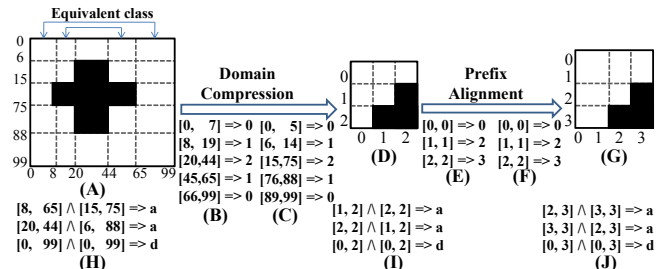 Equivalent class
0
6
15
75
88
99
0 8 20 44 65 99
(A)
[8, 65] /\ [15, 75] => a
[20, 44] /\ [6, 88] => a
[0, 99] /\ [0, 99] => d
(H)
Domain
Compression
[0, 7] => 0
[8, 19] => 1
[20,44] => 2
[45,65] => 1
[66,99] => 0
(B)
[0, 5] => 0
[6, 14] => 1
[15,75] => 2
[76,88] => 1
[89,99] => 0
(C)
0
1
2
0 1 2
(D)
Prefix
Alignment
[0, 0] => 0
[1, 1] => 2
[2, 2] => 3
(E)
[0, 0] => 0
[1, 1] => 2
[2, 2] => 3
(F)
[1, 2] /\ [2, 2] => a
[2, 2] /\ [1, 2] => a
[0, 2] /\ [0, 2] => d
(I)
0
1
2
3
0 1 2 3
(G)
[2, 3] /\ [3, 3] => a
[3, 3] /\ [2, 3] => a
[0, 3] /\ [0, 3] => d
(J)